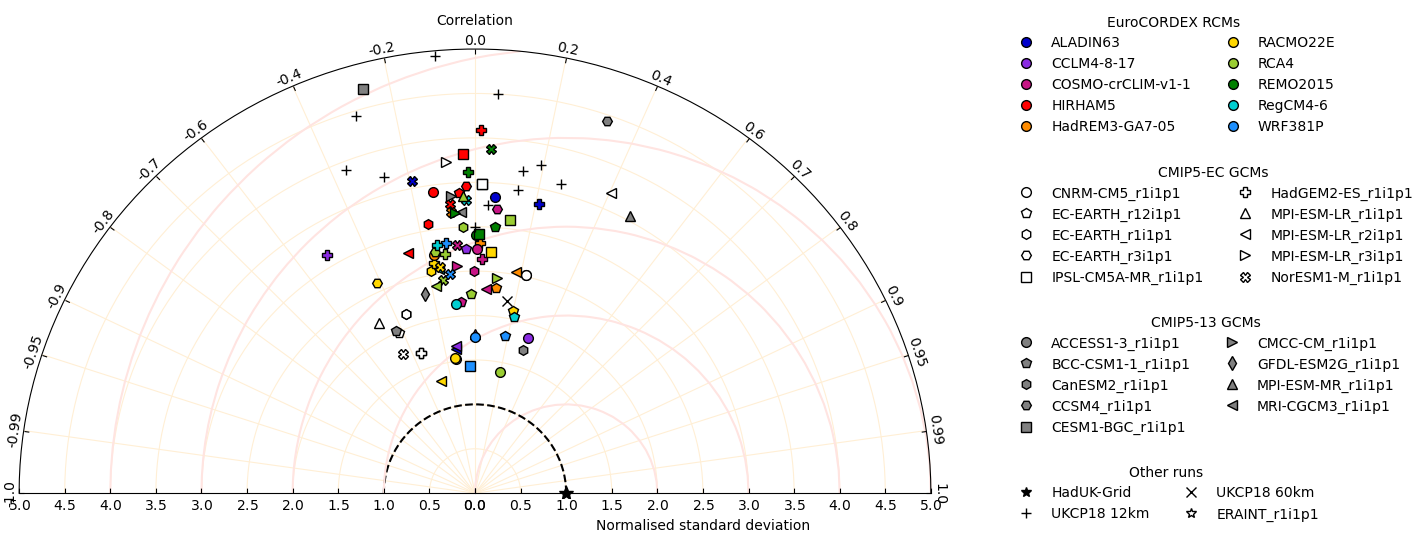 Correlation
0.0
-0.2
0.2
-0.4
0.4
-0.6
0.6
-0.7
0.7
-0.8
0.8
-0.9
0.9
-0.95
0.95
-0.99
0.99
-1.0
1.0
5.0 4.5 4.0 3.5 3.0 2.5 2.0 1.5 1.0 0.5 0.0 0.5 1.0 1.5 2.0 2.5 3.0 3.5 4.0 4.5 5.0
Normalised standard deviation
EuroCORDEX RCMs
ALADIN63 RACMO22E
CCLM4-8-17 RCA4
COSMO-crCLIM-v1-1 REMO2015
HIRHAM5 RegCM4-6
HadREM3-GA7-05 WRF381P
CMIP5-EC GCMs
CNRM-CM5_r1i1p1 HadGEM2-ES_r1i1p1
EC-EARTH_r12i1p1 MPI-ESM-LR_r1i1p1
EC-EARTH_r1i1p1 MPI-ESM-LR_r2i1p1
EC-EARTH_r3i1p1 MPI-ESM-LR_r3i1p1
IPSL-CM5A-MR_r1i1p1 NorESM1-M_r1i1p1
CMIP5-13 GCMs
ACCESS1-3_r1i1p1 CMCC-CM_r1i1p1
BCC-CSM1-1_r1i1p1 GFDL-ESM2G_r1i1p1
CanESM2_r1i1p1 MPI-ESM-MR_r1i1p1
CCSM4_r1i1p1 MRI-CGCM3_r1i1p1
CESM1-BGC_r1i1p1
Other runs
HadUK-Grid UKCP18 60km
UKCP18 12km ERAINT_r1i1p1